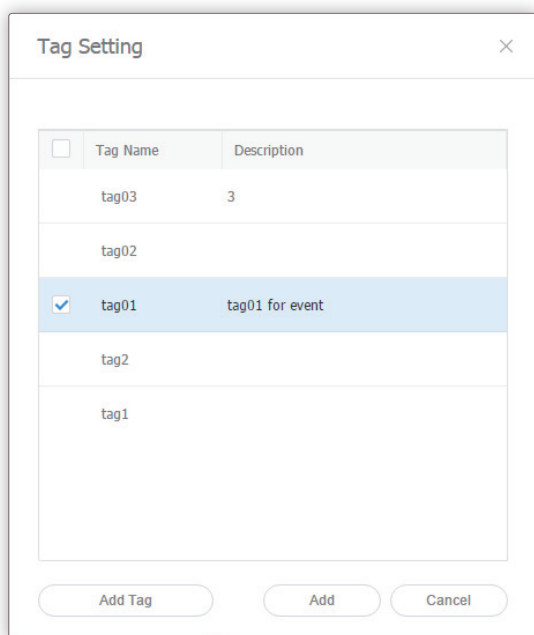 Tag Setting
Tag Name Description
tag03 3
tag02
tag01 tag01 for event
tag2
tag1
Add Tag Add Cancel